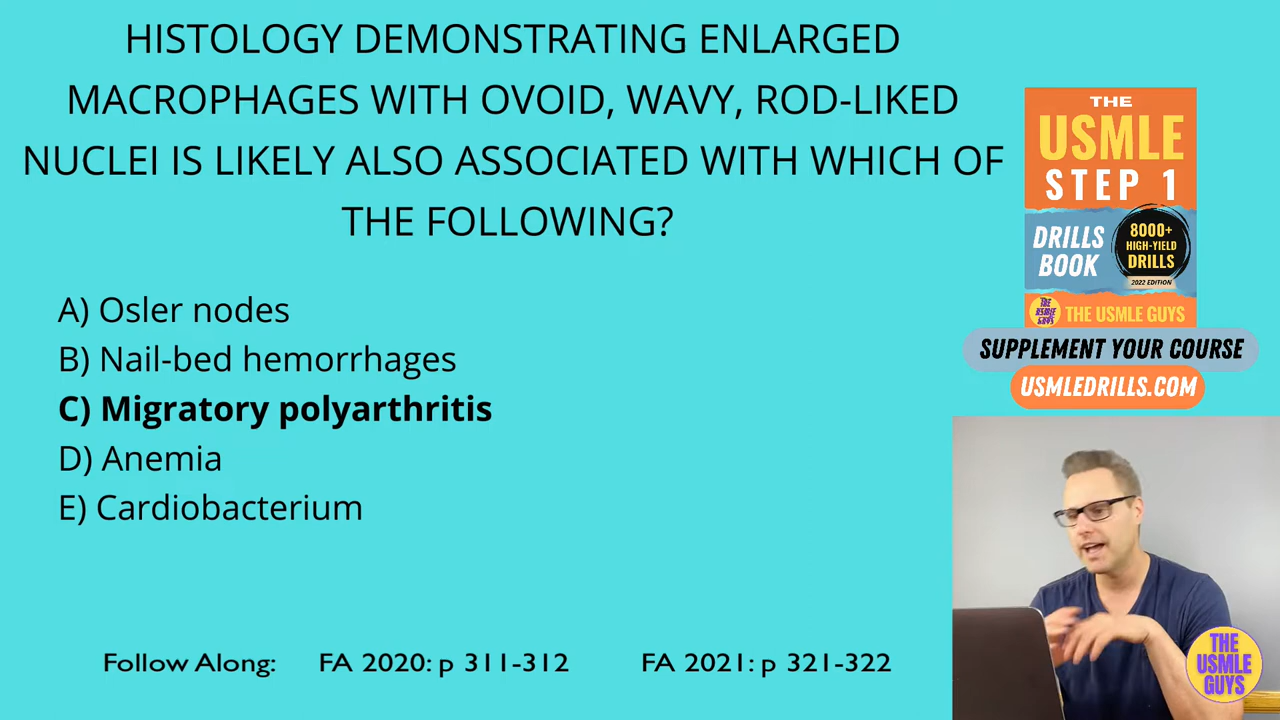 HISTOLOGY DEMONSTRATING ENLARGED
MACROPHAGES WITH OVOID, WAVY, ROD-LIKED
NUCLEI IS LIKELY ALSO ASSOCIATED WITH WHICH OF
THE FOLLOWING?
A) Osler nodes
B) Nail-bed hemorrhages
C) Migratory polyarthritis
D) Anemia
E) Cardiobacterium
Follow Along: FA 2020: p 311-312 FA 2021: p 321-322
THE
USMLE
STEP 1
DRILLS
BOOK
8000+
HIGH-YIELD
DRILLS
2022 EDITION
THE
USMLE
GUYS
THE USMLE GUYS
SUPPLEMENT YOUR COURSE
USMLEDRILLS.COM
THE
USMLE
GUYS